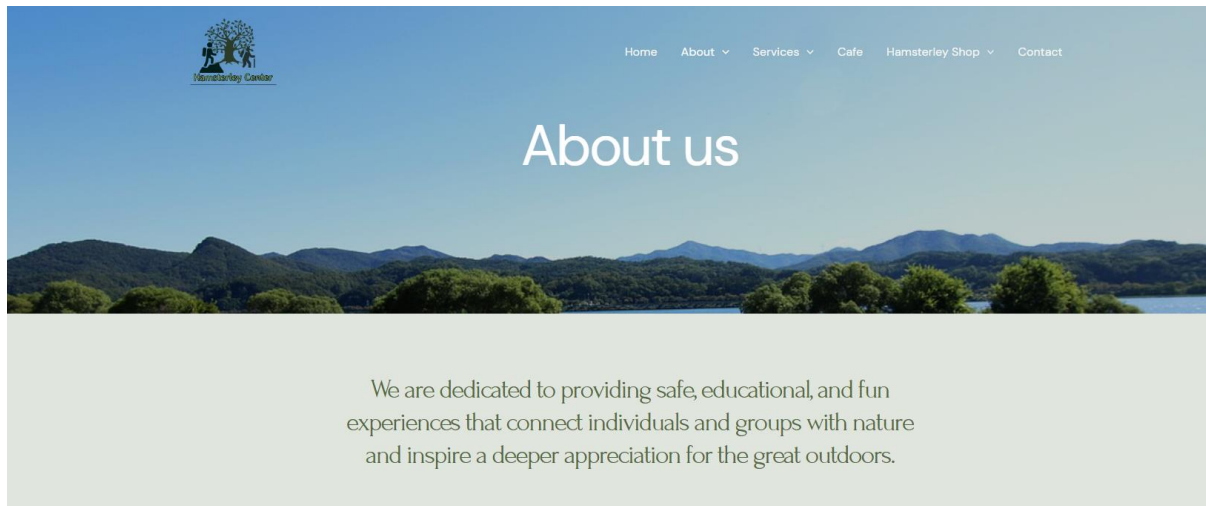 Hamsterley Center
Home About Services Cafe Hamsterley Shop Contact
About us
We are dedicated to providing safe, educational, and fun
experiences that connect individuals and groups with nature
and inspire a deeper appreciation for the great outdoors.